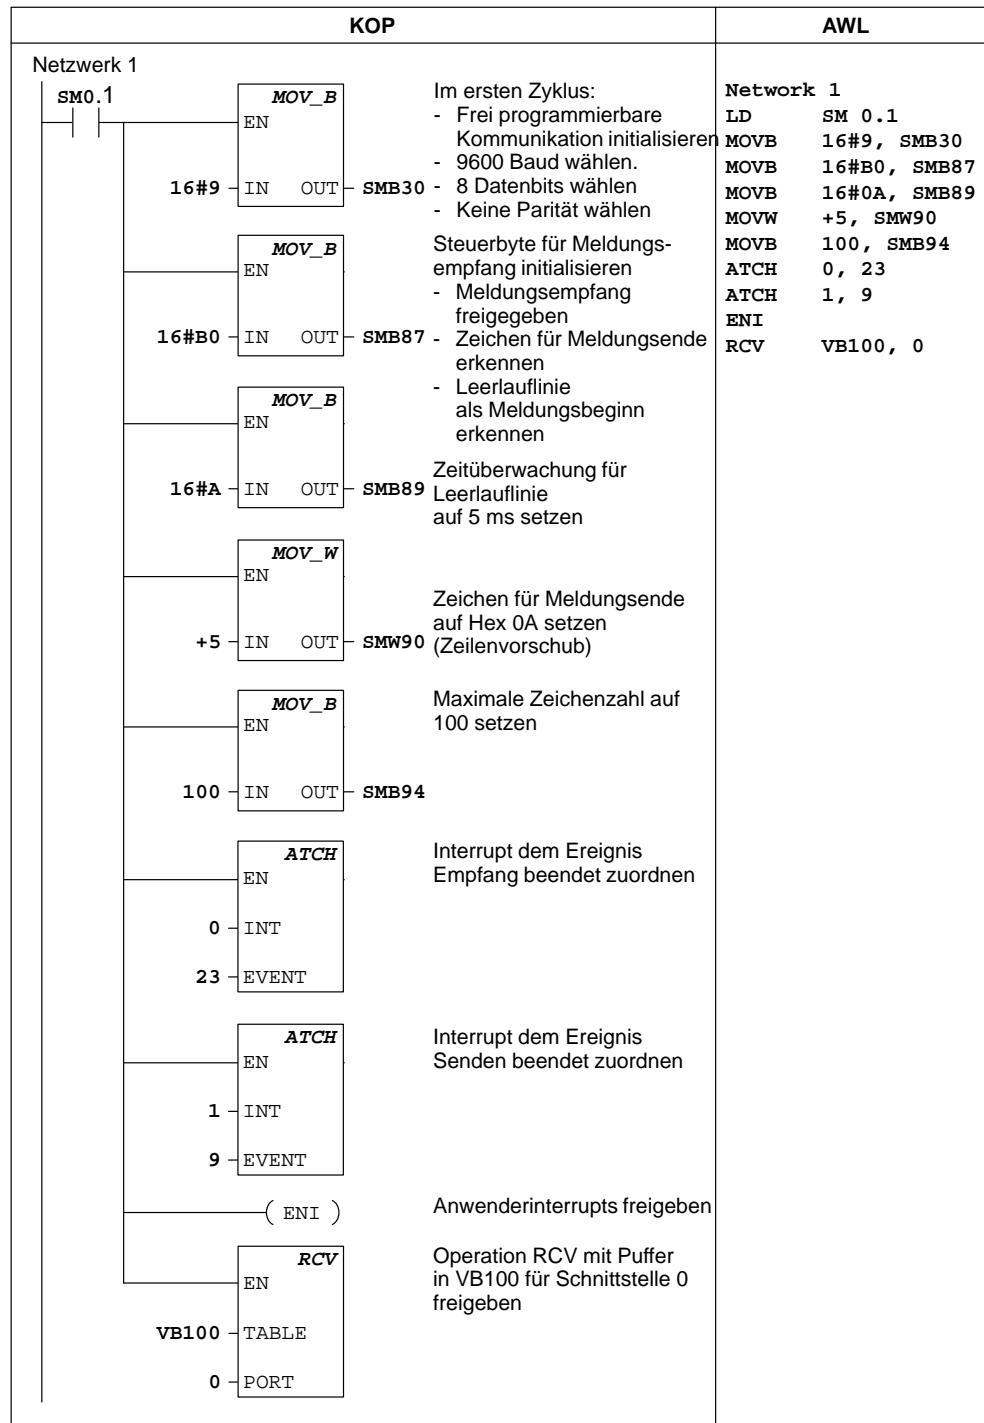 KOP
AWL
Netzwerk 1
SM0.1
MOV_B
EN
16#9
IN
OUT
SMB30
Im ersten Zyklus:
- Frei programmierbare
Kommunikation initialisieren
- 9600 Baud wählen.
- 8 Datenbits wählen
- Keine Parität wählen
MOV_B
EN
16#B0
IN
OUT
SMB87
Steuerbyte für Meldungs-
empfang initialisieren
- Meldungsempfang
freigegeben
- Zeichen für Meldungsende
erkennen
- Leerlauflinie
als Meldungsbeginn
erkennen
MOV_B
EN
16#A
IN
OUT
SMB89
Zeitüberwachung für
Leerlauflinie
auf 5 ms setzen
MOV_W
EN
+5
IN
OUT
SMW90
Zeichen für Meldungsende
auf Hex 0A setzen
(Zeilenvorschub)
MOV_B
EN
100
IN
OUT
SMB94
Maximale Zeichenzahl auf
100 setzen
ATCH
EN
0
INT
23
EVENT
Interrupt dem Ereignis
Empfang beendet zuordnen
ATCH
EN
1
INT
9
EVENT
Interrupt dem Ereignis
Senden beendet zuordnen
( ENI )
Anwenderinterrupts freigeben
RCV
EN
VB100
TABLE
0
PORT
Operation RCV mit Puffer
in VB100 für Schnittstelle 0
freigeben
Network 1
LD SM 0.1
MOVB 16#9, SMB30
MOVB 16#B0, SMB87
MOVB 16#0A, SMB89
MOVW +5, SMW90
MOVB 100, SMB94
ATCH 0, 23
ATCH 1, 9
ENI
RCV VB100, 0